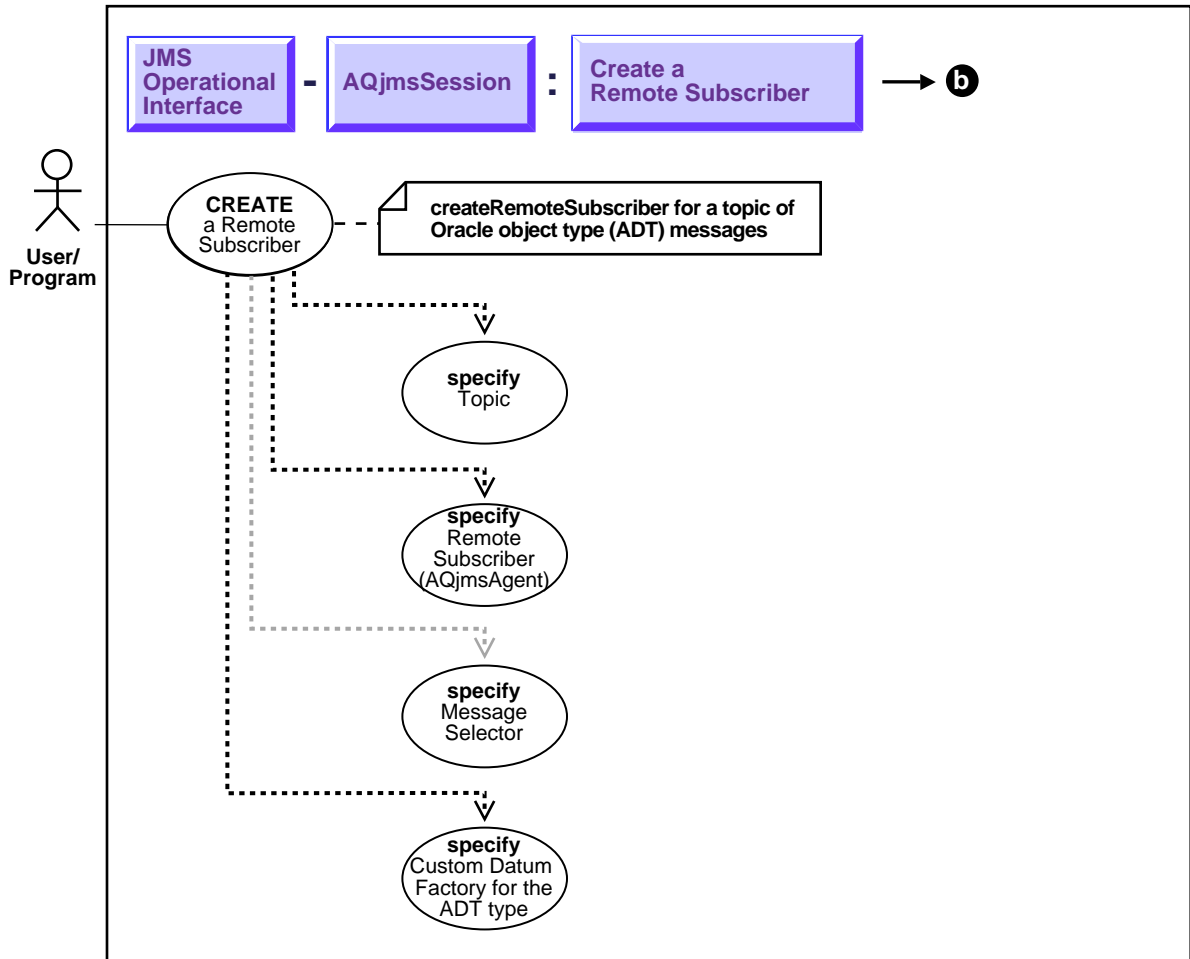 JMS
Operational
Interface
-
AQjmsSession
:
Create a
Remote Subscriber
b
User/
Program
CREATE
a Remote
Subscriber
createRemoteSubscriber for a topic of
Oracle object type (ADT) messages
specify
Topic
specify
Remote
Subscriber
(AQjmsAgent)
specify
Message
Selector
specify
Custom Datum
Factory for the
ADT type